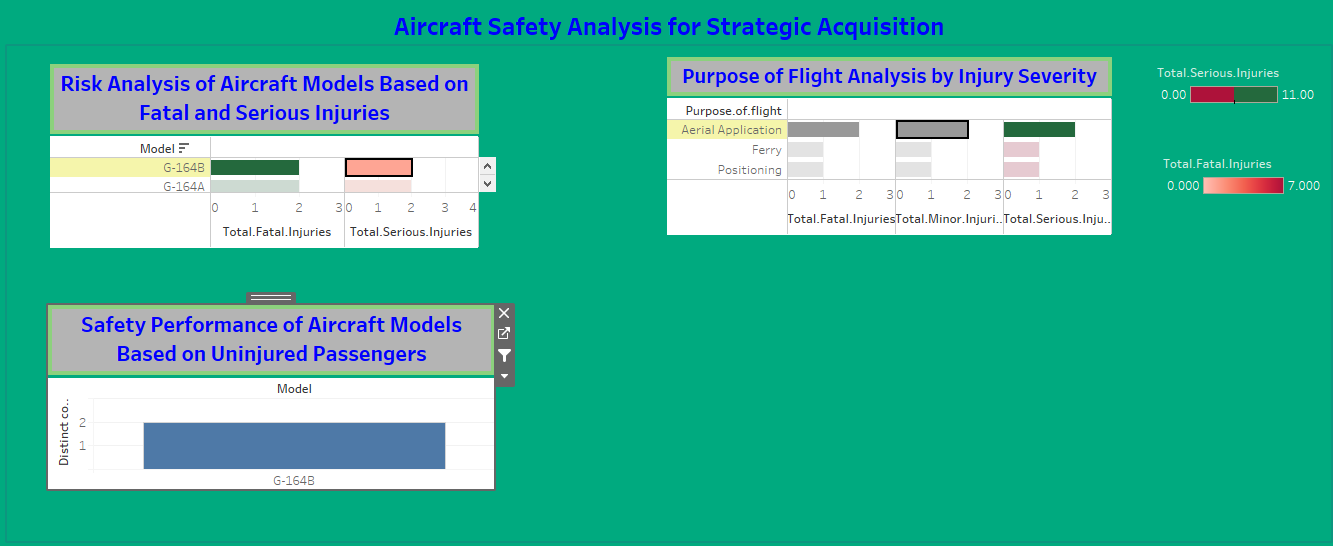 Aircraft Safety Analysis for Strategic Acquisition
Risk Analysis of Aircraft Models Based on
Fatal and Serious Injuries
Model
G-164B
G-164A
0 1 2 3 0 1 2 3 4
Total.Fatal.Injuries Total.Serious.Injuries
Purpose of Flight Analysis by Injury Severity
Purpose.of.flight
Aerial Application
Ferry
Positioning
0 1 2 3 0 1 2 3 0 1 2 3
Total.Fatal.Injuries Total.Minor.Injuri.. Total.Serious.Inju..
Total.Serious.Injuries
0.00 11.00
Total.Fatal.Injuries
0.000 7.000
Safety Performance of Aircraft Models
Based on Uninjured Passengers
Model
Distinct co..
2
1
G-164B